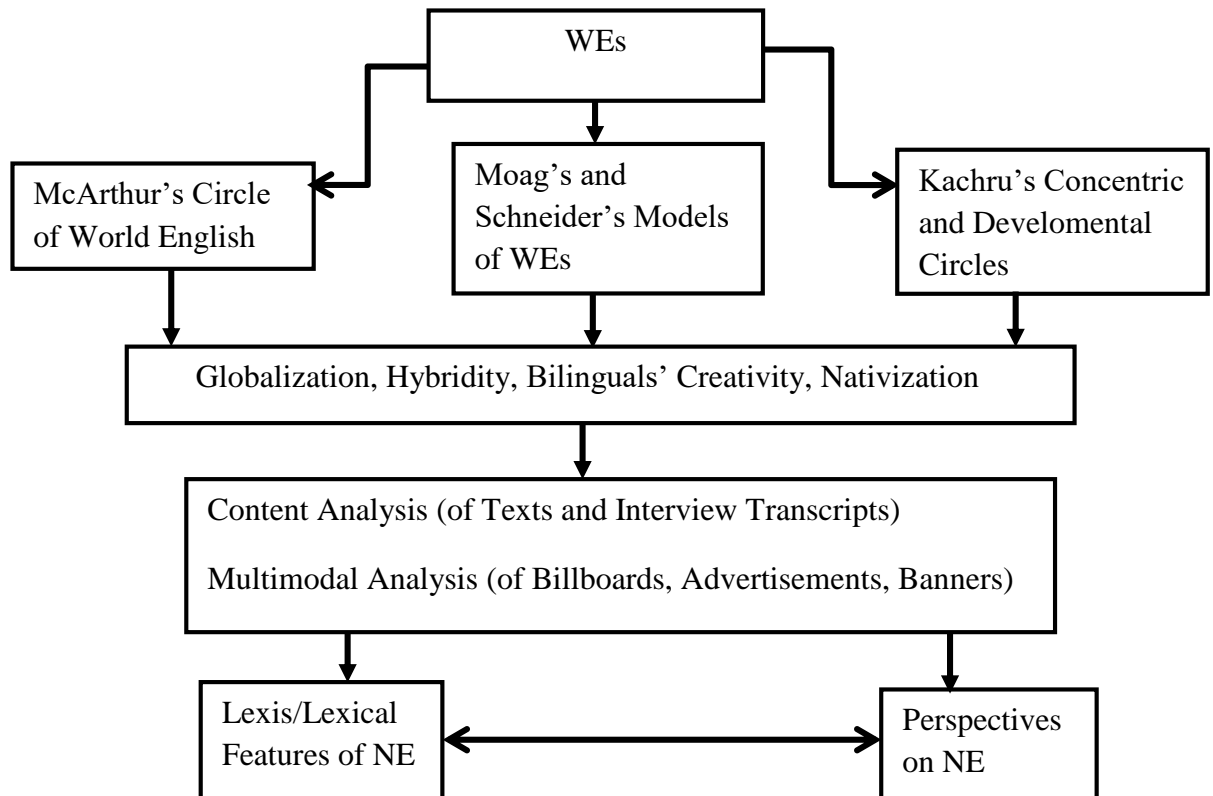 WEs
McArthur’s Circle
of World English
Moag’s and
Schneider’s Models
of WEs
Kachru’s Concentric
and Develomental
Circles
Globalization, Hybridity, Bilinguals’ Creativity, Nativization
Content Analysis (of Texts and Interview Transcripts)
Multimodal Analysis (of Billboards, Advertisements, Banners)
Lexis/Lexical
Features of NE
Perspectives
on NE